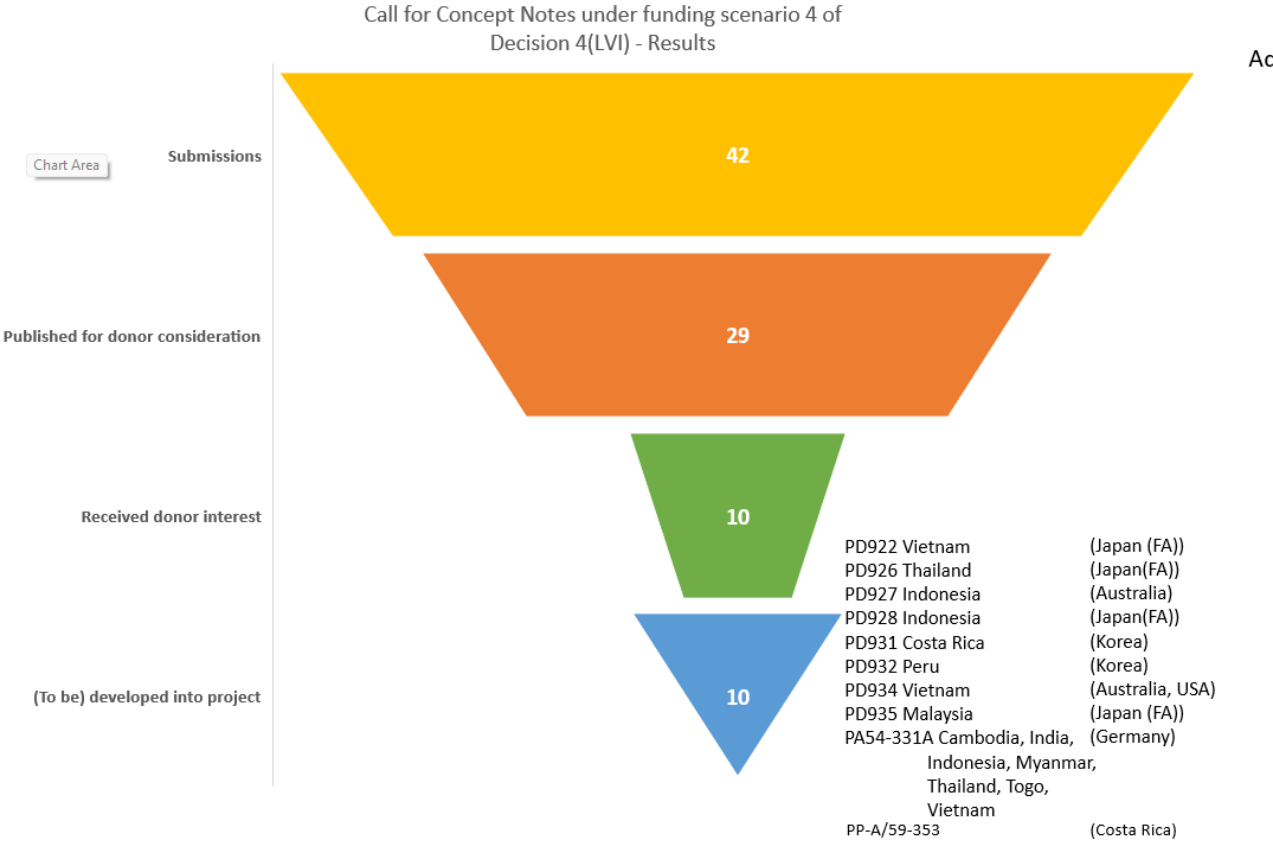 Call for Concept Notes under funding scenario 4 of
Decision 4(LVI) - Results
Ac
Submissions
42
Chart Area
Published for donor consideration
29
Received donor interest
10
PD922 Vietnam (Japan (FA))
PD926 Thailand (Japan(FA))
PD927 Indonesia (Australia)
PD928 Indonesia (Japan(FA))
PD931 Costa Rica (Korea)
PD932 Peru (Korea)
(To be) developed into project
10
PD934 Vietnam (Australia, USA)
PD935 Malaysia (Japan (FA))
PA54-331A Cambodia, India, (Germany)
Indonesia, Myanmar,
Thailand, Togo,
Vietnam
PP-A/59-353 (Costa Rica)